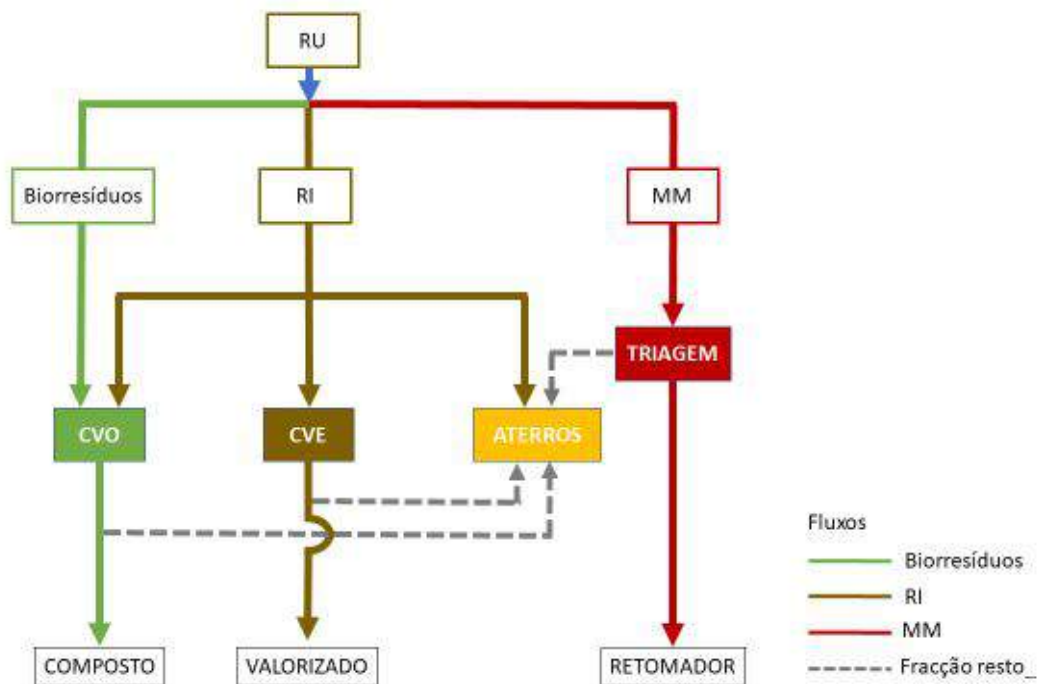 RU
Biorresíduos
RI
MM
TRIAGEM
CVO
CVE
ATERROS
Fluxos
Biorresíduos
RI
MM
Fracção resto_
COMPOSTO
VALORIZADO
RETOMADOR